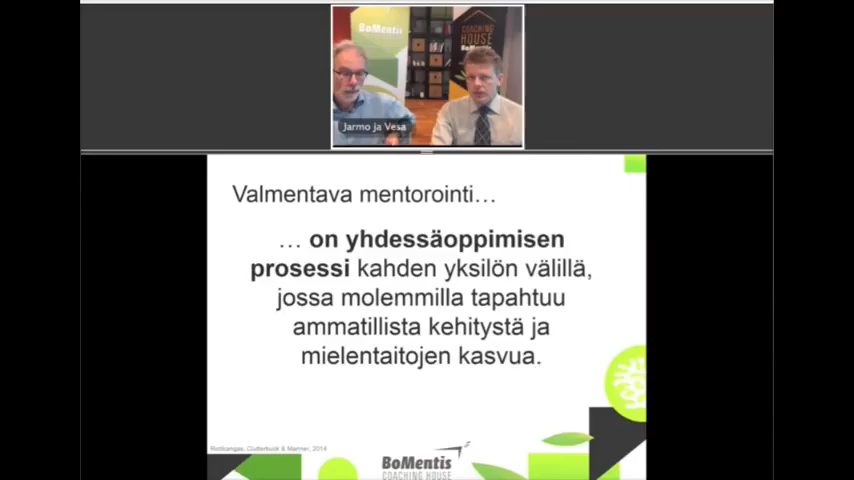 BoMentis
COACHING
HOUSE
BoMentis
Jarmo ja Vesa
Valmentava mentorointi...
... on yhdessäoppimisen
prosessi kahden yksilön välillä,
jossa molemmilla tapahtuu
ammatillista kehitystä ja
mielentaitojen kasvua.
Ristikangas, Clutterbuck & Manner, 2014
BoMentis
COACHING HOUSE